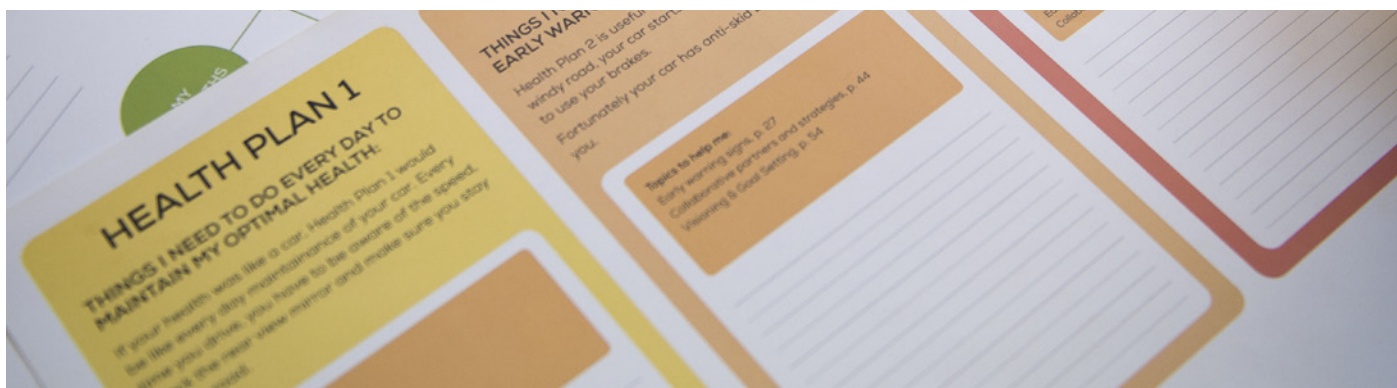 MY
HEALTH PLAN 1
THINGS I NEED TO DO EVERY DAY TO
MAINTAIN MY OPTIMAL HEALTH:
If your health was like a car, Health Plan 1 would
be like every day maintainance of your car. Every
time you drive, you have to be aware of the speed,
the rear view mirror and make sure you stay
THINGS I
EARLY
Health Plan 2 is useful
windy road, your car
to use your brakes.
Fortunately your car has anti-skid
you.
Topics to help me:
Early warning signs, p. 27
Collaborative partners and strategies, p. 44
Visioning & Goal Setting, p. 54